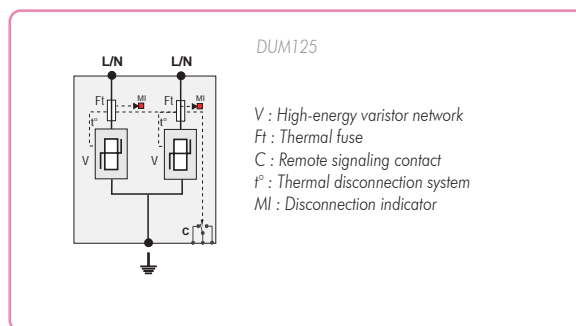 DUM125
L/N L/N
Ft MI Ft MI
t° t°
V V
C
V : High-energy varistor network
Ft : Thermal fuse
C : Remote signaling contact
t° : Thermal disconnection system
MI : Disconnection indicator